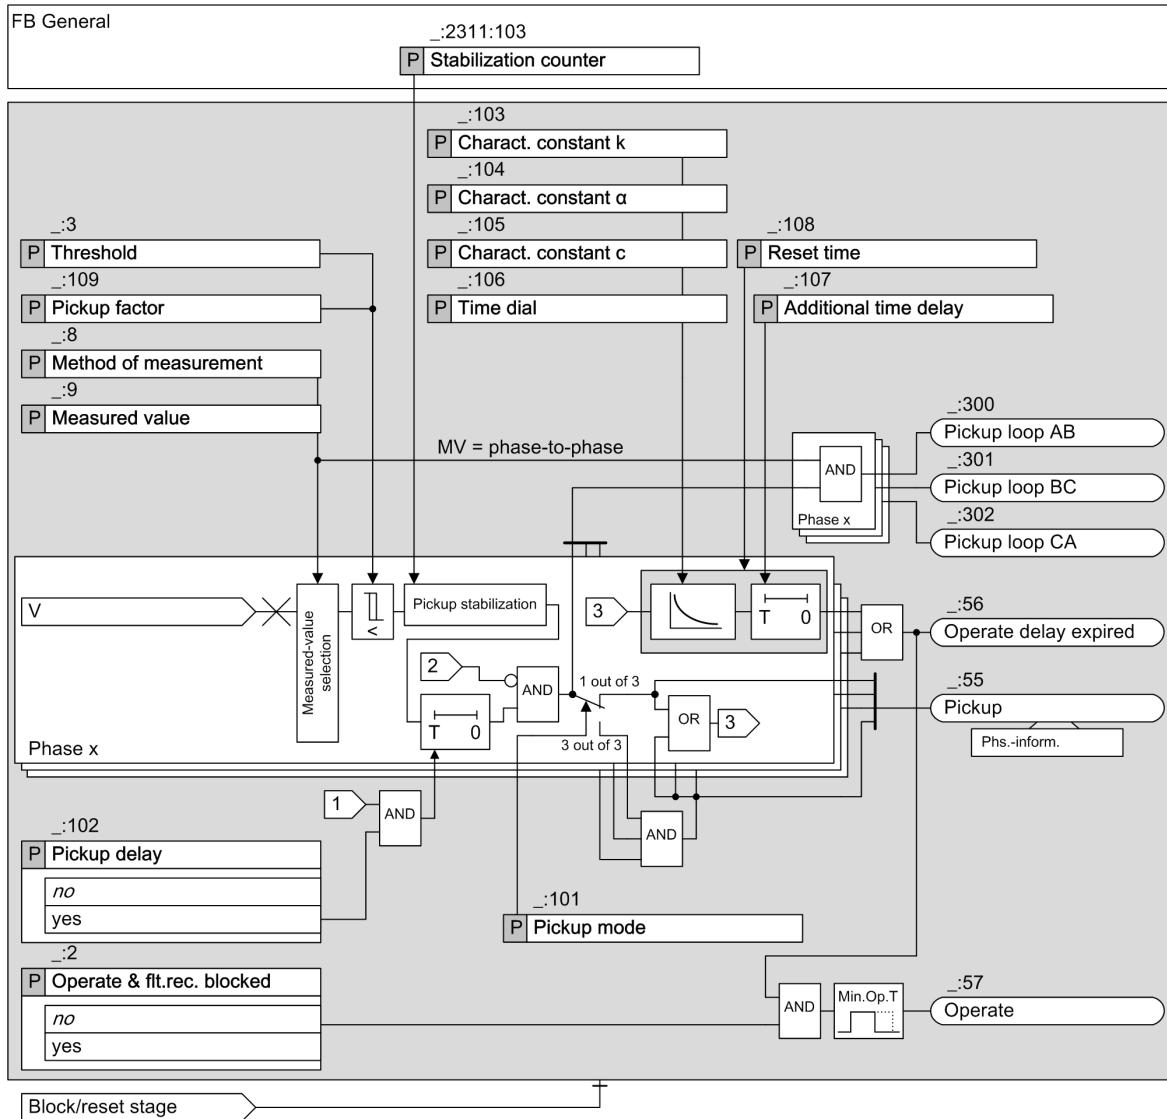 FB General
_:2311:103
P Stabilization counter
_:103
P Charact. constant k
_:104
P Charact. constant α
_:3
_:105
_:108
P Threshold
P Charact. constant c
P Reset time
_:109
_:106
_:107
P Pickup factor
P Time dial
P Additional time delay
_:8
P Method of measurement
_:9
P Measured value
_:300
Pickup loop AB
MV = phase-to-phase
_:301
AND
Pickup loop BC
_:302
Phase x
Pickup loop CA
V
Measured-value
selection
<
Pickup stabilization
3
T 0
_:56
OR
Operate delay expired
2
AND
1 out of 3
_:55
Pickup
T 0
OR
3
3 out of 3
Phs.-inform.
Phase x
1
AND
AND
_:102
P Pickup delay
no
yes
_:101
P Pickup mode
_:2
P Operate & flt.rec. blocked
no
yes
AND
Min.Op.T
_:57
Operate
Block/reset stage